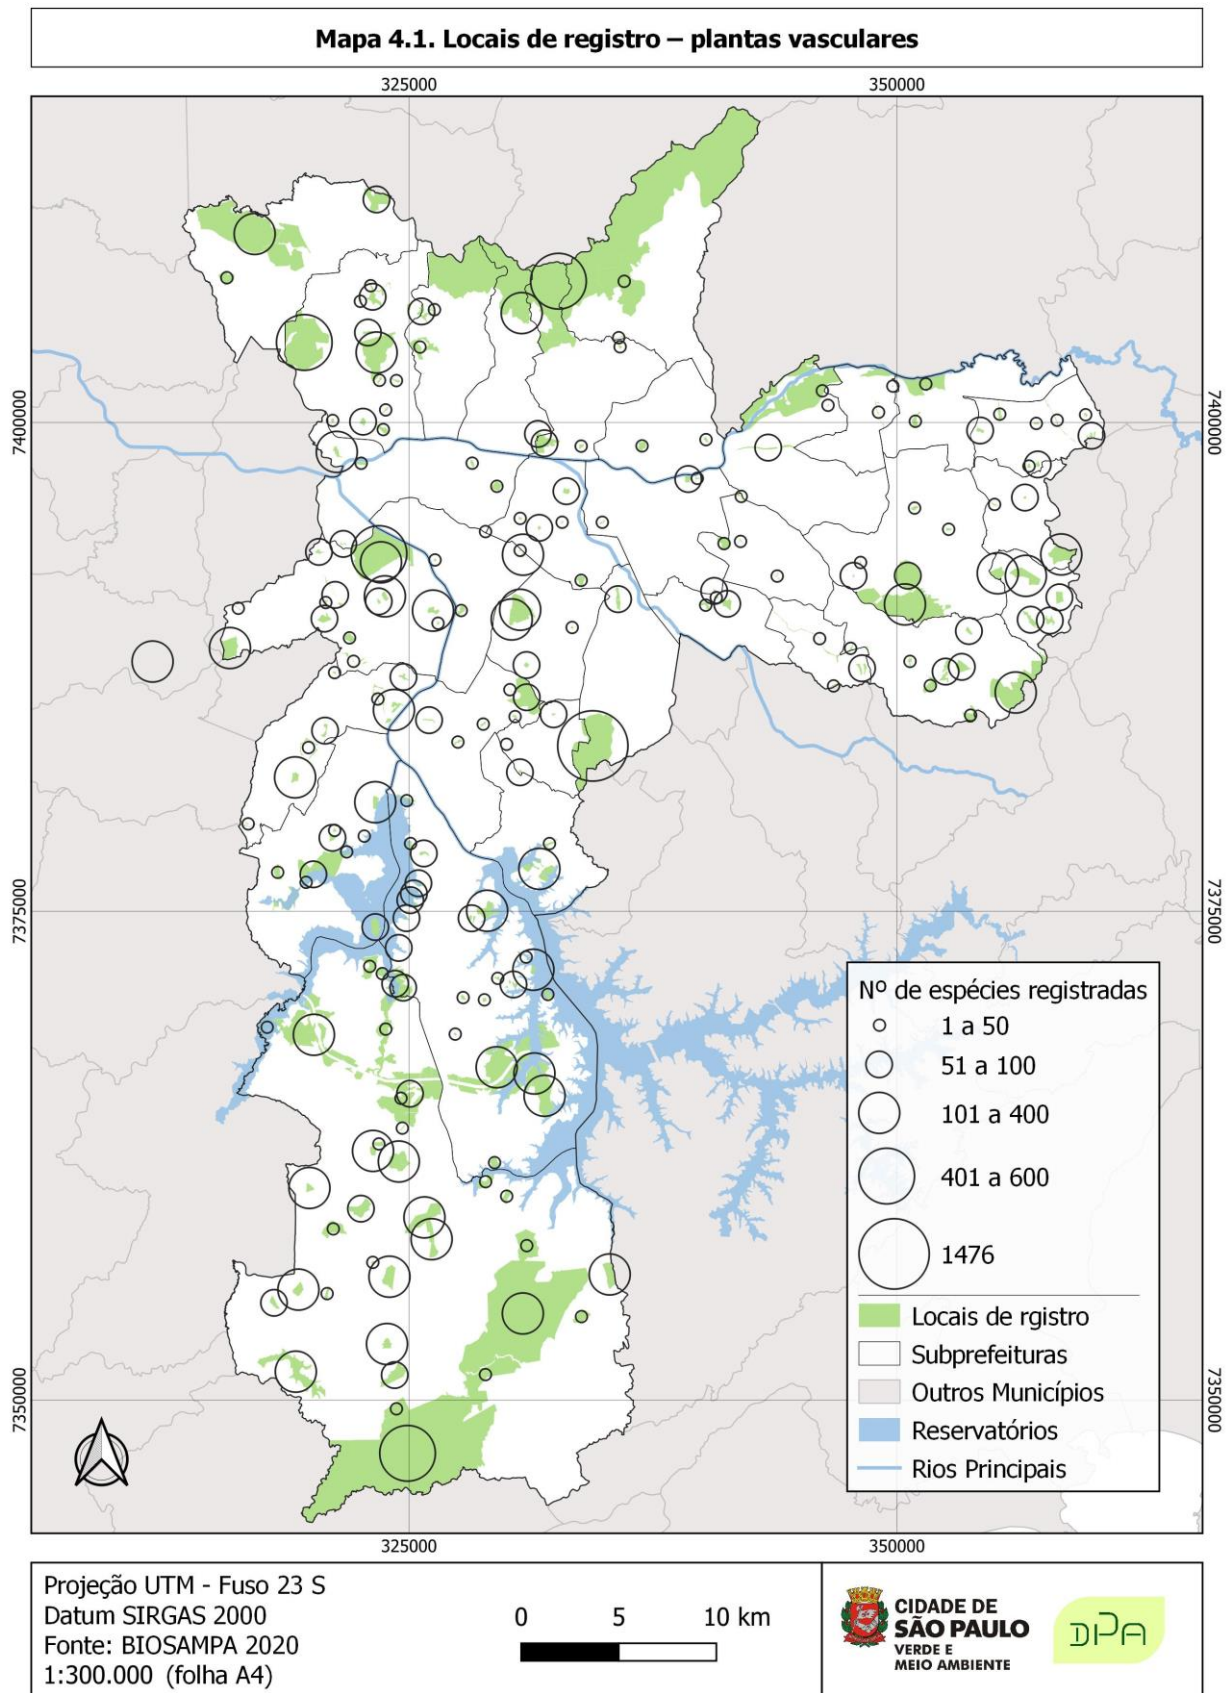 Mapa 4.1. Locais de registro – plantas vasculares
325000
350000
7400000
7400000
7375000
7375000
7350000
7350000
Nº de espécies registradas
1 a 50
51 a 100
101 a 400
401 a 600
1476
Locais de rgistro
Subprefeituras
Outros Municípios
Reservatórios
Rios Principais
325000
350000
Projeção UTM - Fuso 23 S
Datum SIRGAS 2000
Fonte: BIOSAMPA 2020
1:300.000 (folha A4)
0 5 10 km
CIDADE DE
SÃO PAULO
VERDE E
MEIO AMBIENTE
DPA